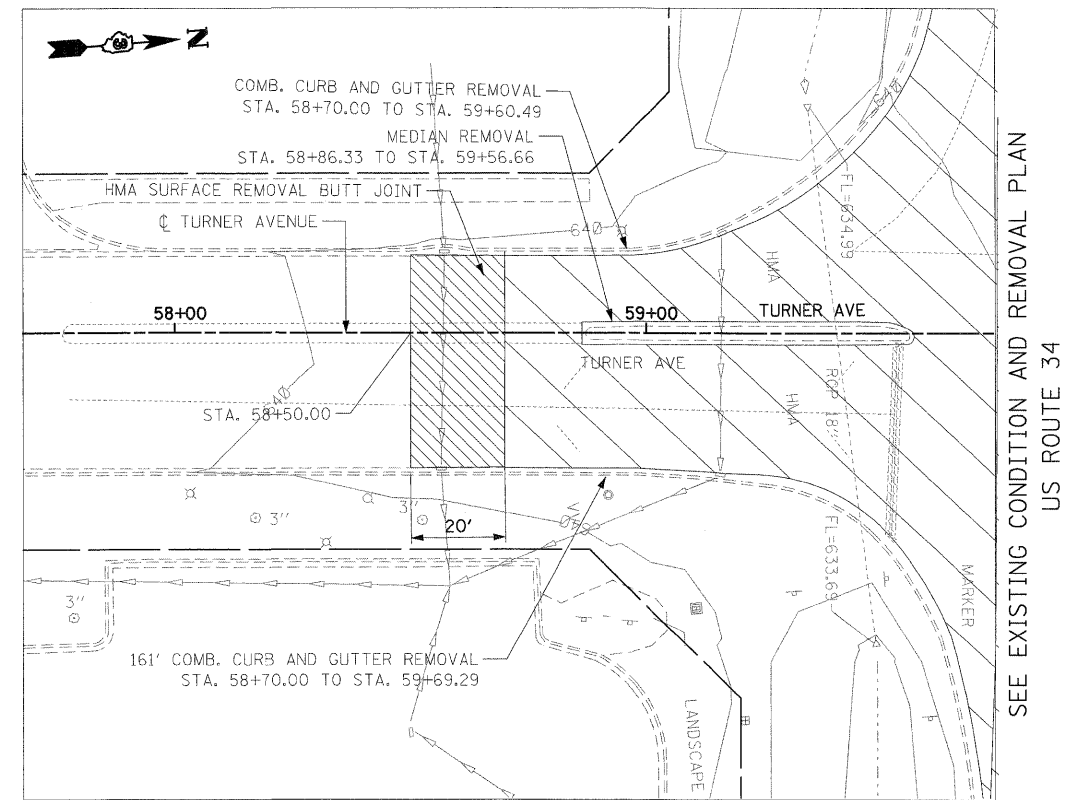 N
COMB. CURB AND GUTTER REMOVAL
STA. 58+70.00 TO STA. 59+60.49
MEDIAN REMOVAL
STA. 58+86.33 TO STA. 59+56.66
HMA SURFACE REMOVAL BUTT JOINT
℄ TURNER AVENUE
640
640
FL=634.99
HMA
58+00
59+00
TURNER AVE
TURNER AVE
640
STA. 58+50.00
RCP 18"
HMA
3"
3"
20'
640
FL=633.69
MARKER
3"
161' COMB. CURB AND GUTTER REMOVAL
STA. 58+70.00 TO STA. 59+69.29
LANDSCAPE
SEE EXISTING CONDITION AND REMOVAL PLAN
US ROUTE 34